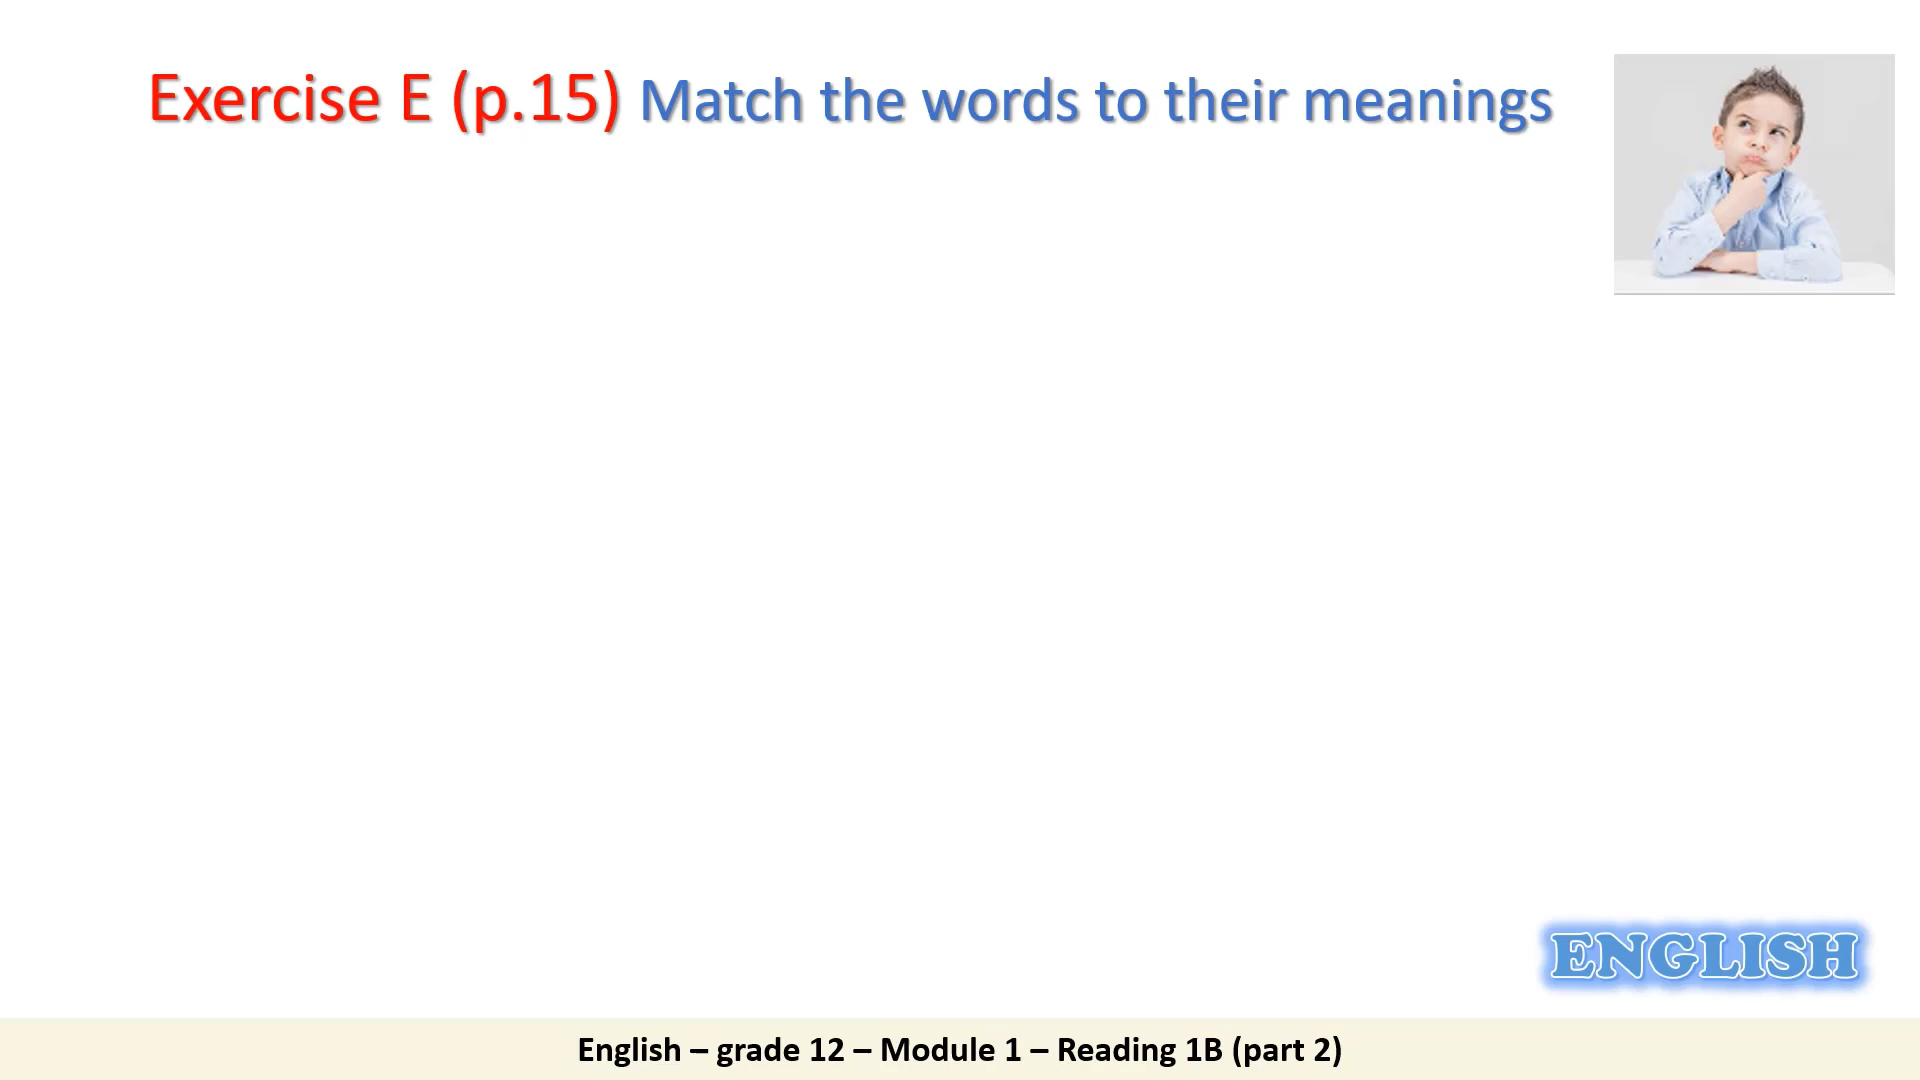 Exercise E (p.15) Match the words to their meanings
ENGLISH
English – grade 12 – Module 1 – Reading 1B (part 2)